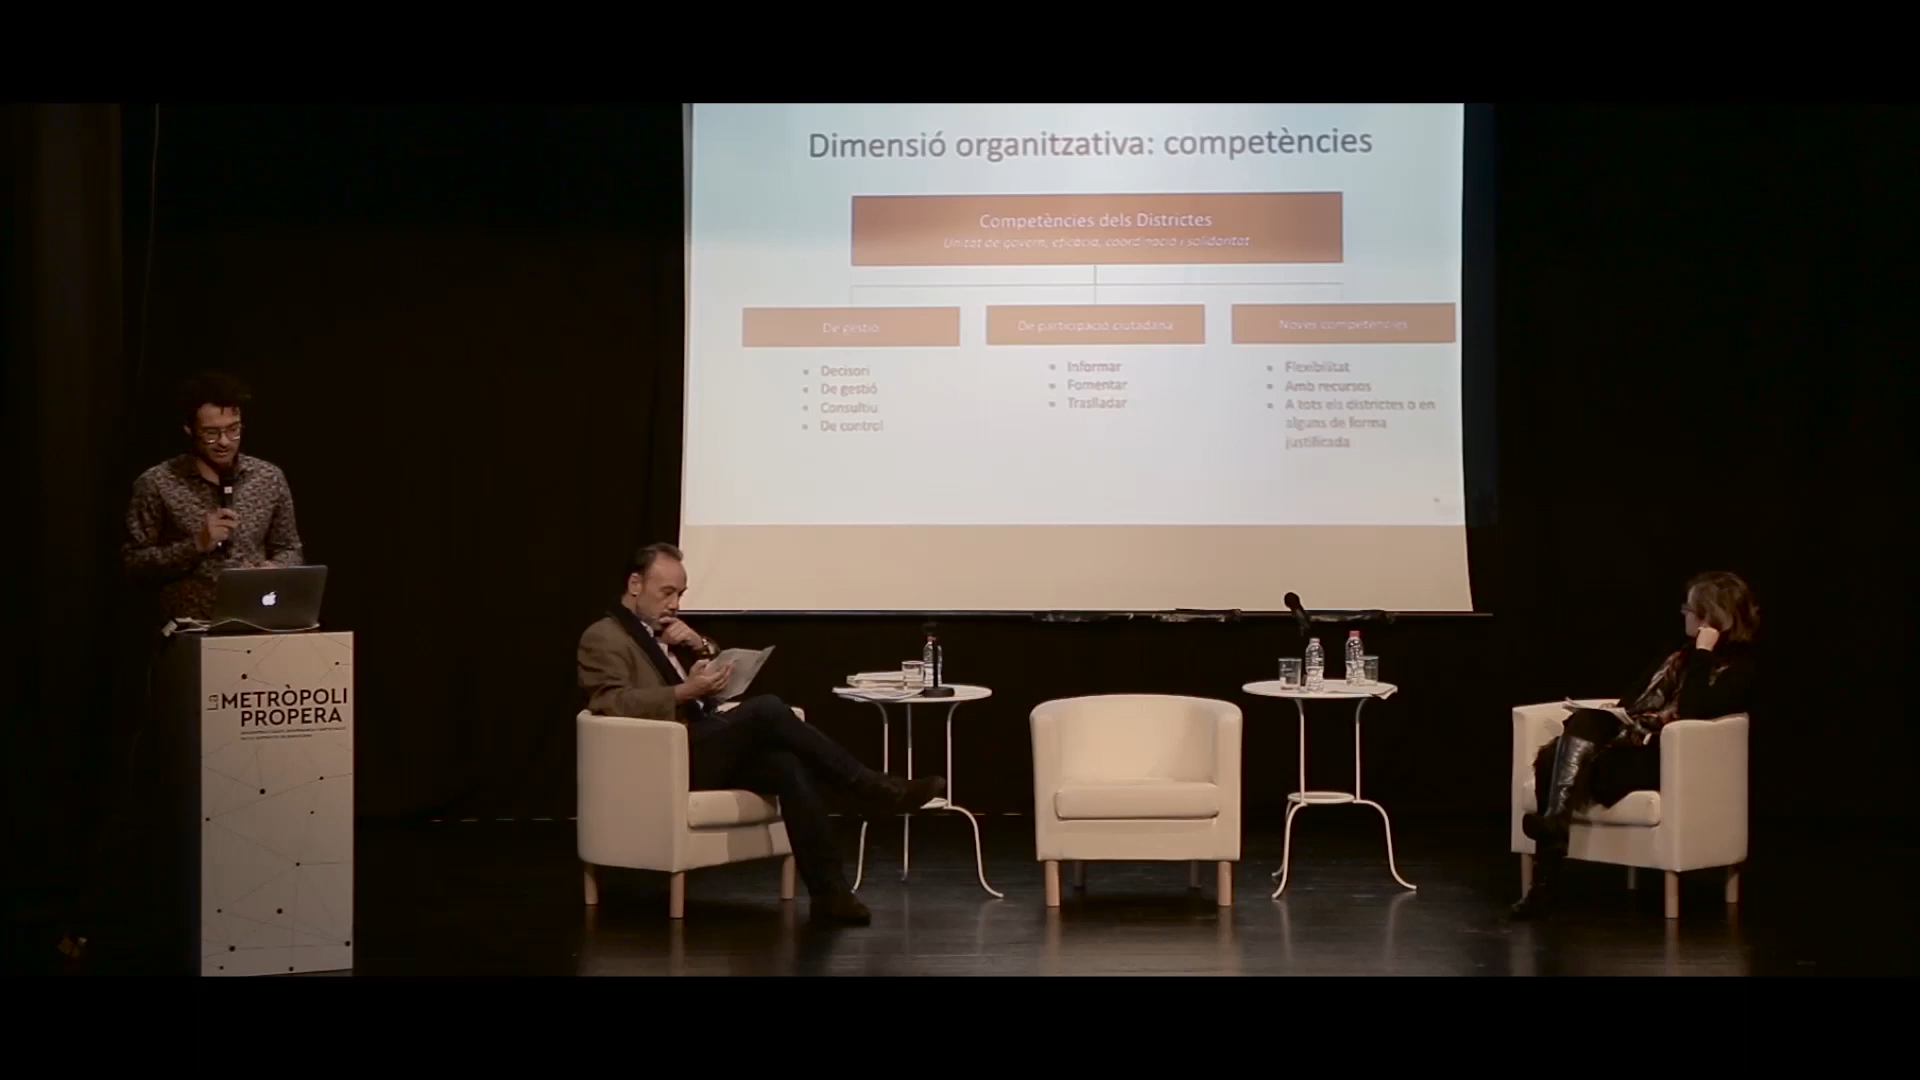 Dimensió organitzativa: competències
Competències dels Districtes
Unitat de govern, eficàcia, coordinació i solidaritat
De gestió
De participació ciutadana
Noves competències
Decisori
De gestió
Consultiu
De control
Informar
Fomentar
Traslladar
Flexibilitat
Amb recursos
A tots els districtes o en
alguns de forma
justificada
La METRÒPOLI
PROPERA